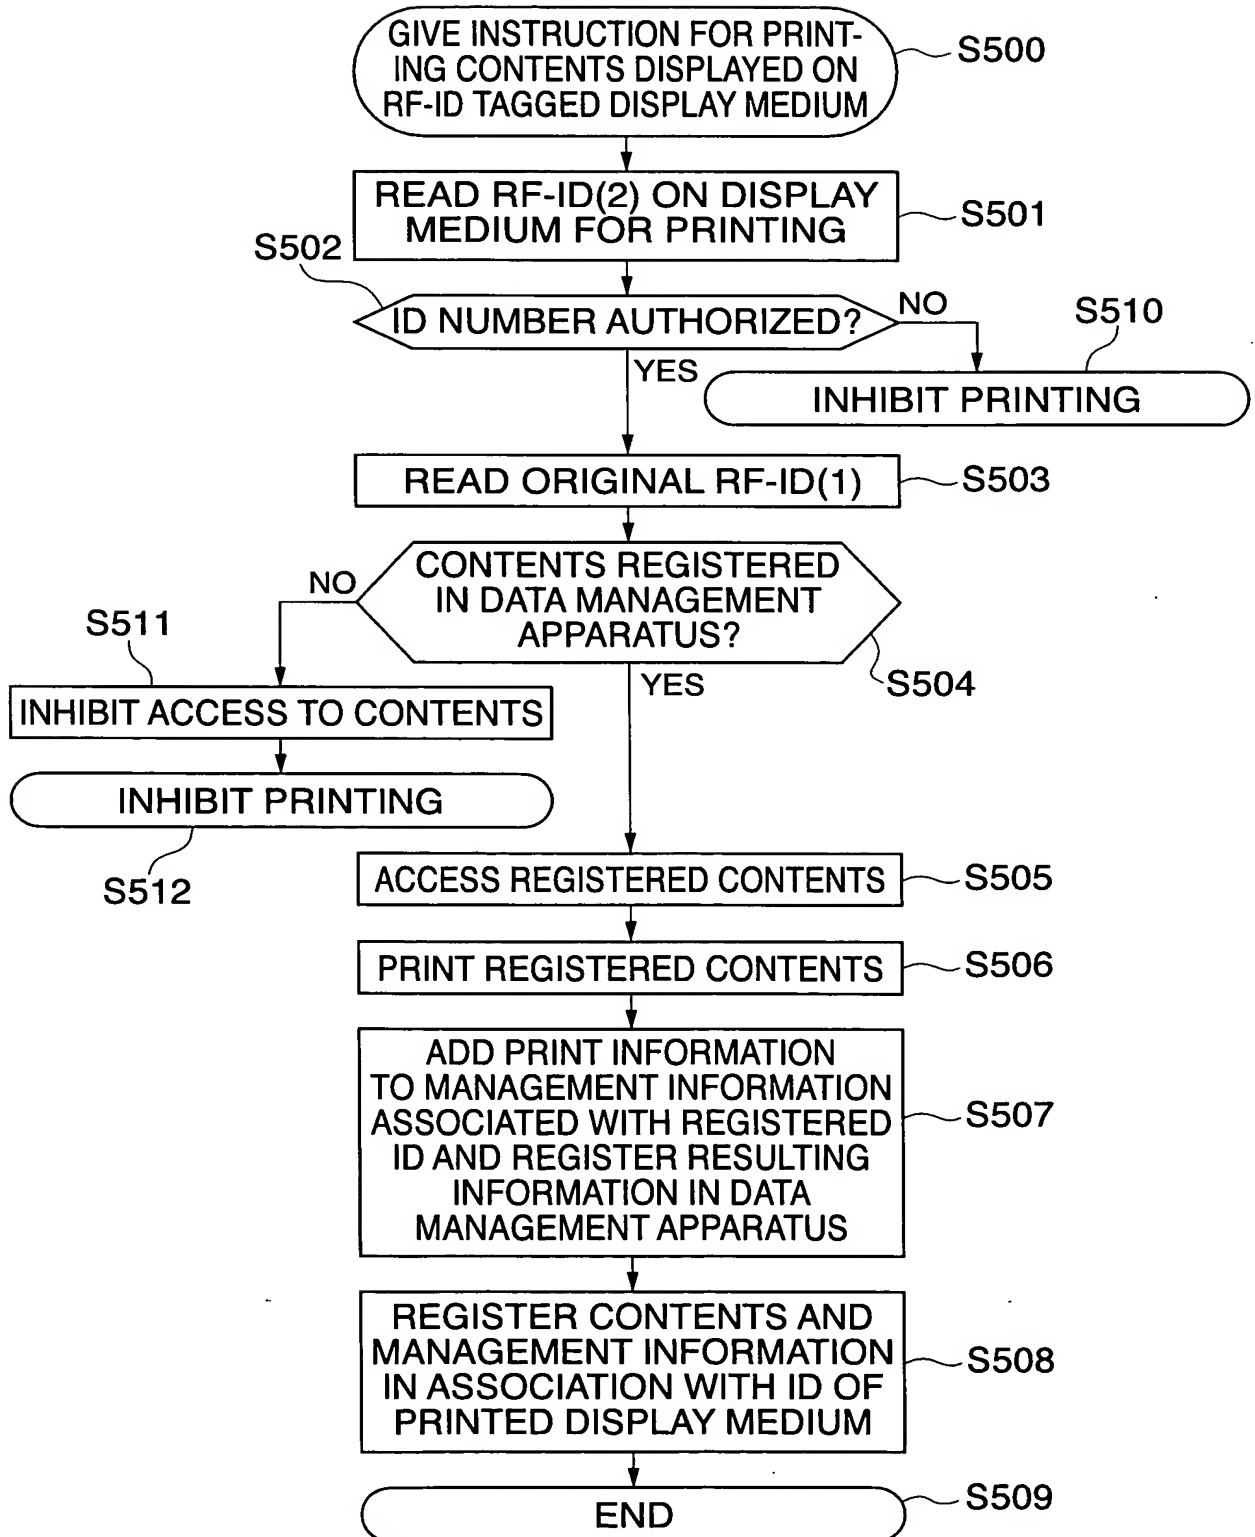 GIVE INSTRUCTION FOR PRINT-
ING CONTENTS DISPLAYED ON
RF-ID TAGGED DISPLAY MEDIUM
S500
READ RF-ID(2) ON DISPLAY
MEDIUM FOR PRINTING
S501
S502
ID NUMBER AUTHORIZED?
NO
S510
YES
INHIBIT PRINTING
READ ORIGINAL RF-ID(1)
S503
CONTENTS REGISTERED
IN DATA MANAGEMENT
APPARATUS?
NO
S504
YES
S511
INHIBIT ACCESS TO CONTENTS
INHIBIT PRINTING
S512
ACCESS REGISTERED CONTENTS
S505
PRINT REGISTERED CONTENTS
S506
ADD PRINT INFORMATION
TO MANAGEMENT INFORMATION
ASSOCIATED WITH REGISTERED
ID AND REGISTER RESULTING
INFORMATION IN DATA
MANAGEMENT APPARATUS
S507
REGISTER CONTENTS AND
MANAGEMENT INFORMATION
IN ASSOCIATION WITH ID OF
PRINTED DISPLAY MEDIUM
S508
END
S509